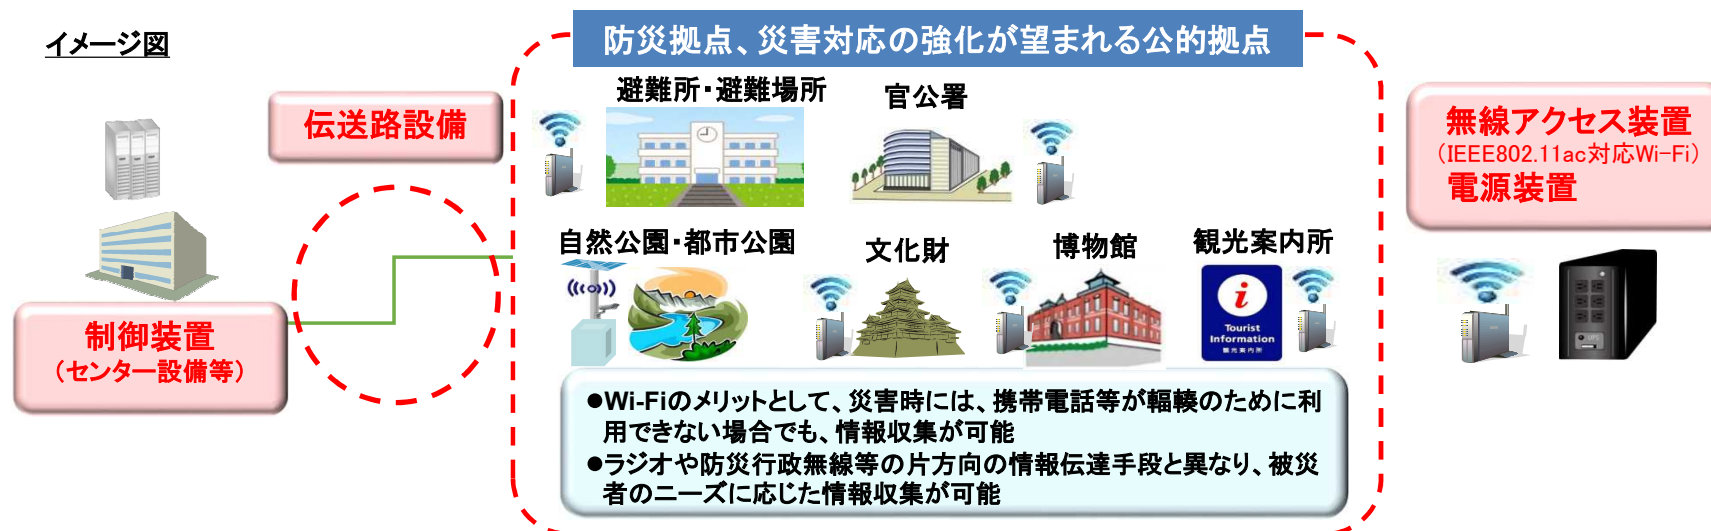 イメージ図
防災拠点、災害対応の強化が望まれる公的拠点
伝送路設備
避難所・避難場所
官公署
無線アクセス装置
（IEEE802.11ac対応Wi-Fi）
電源装置
自然公園・都市公園
文化財
博物館
観光案内所
i
Tourist
Information
観光案内所
制御装置
（センター設備等）
●Wi-Fiのメリットとして、災害時には、携帯電話等が輻輳のために利
用できない場合でも、情報収集が可能
●ラジオや防災行政無線等の片方向の情報伝達手段と異なり、被災
者のニーズに応じた情報収集が可能